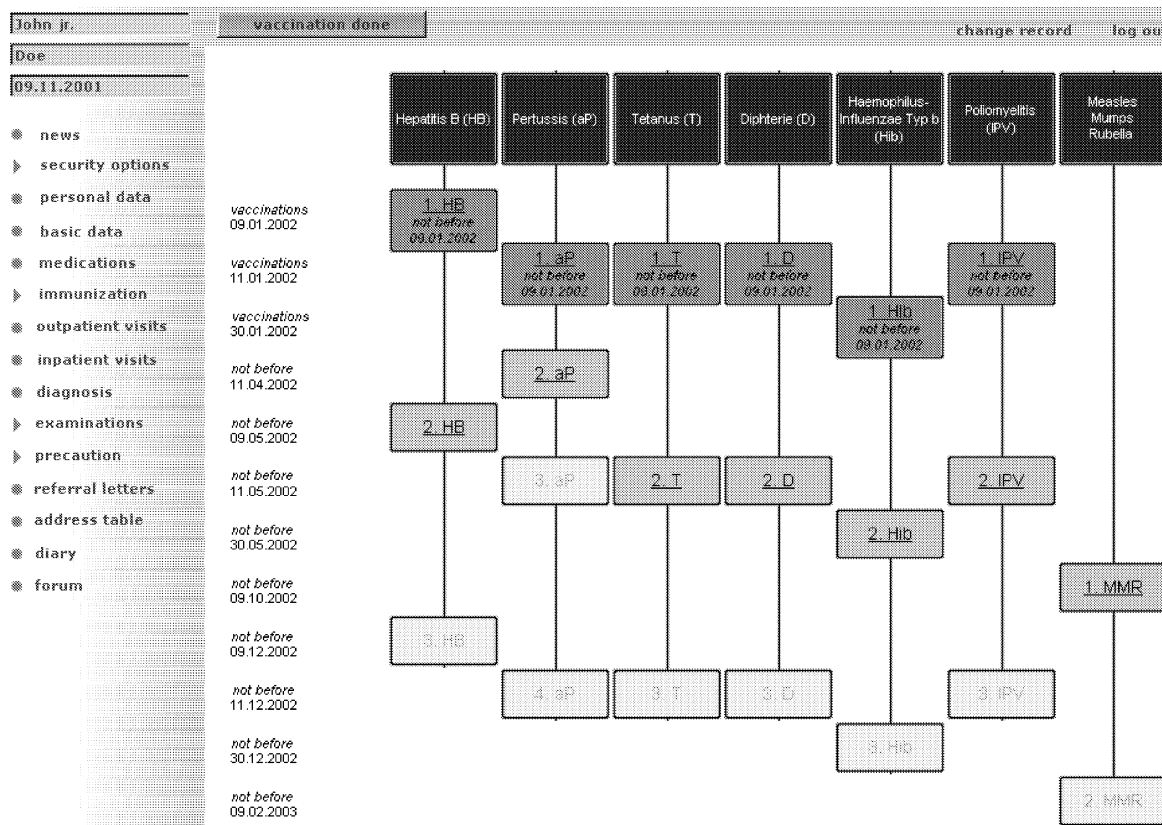 John jr.
Doe
09.11.2001
vaccination done
change record
log ou
news
security options
personal data
basic data
medications
immunization
outpatient visits
inpatient visits
diagnosis
examinations
precaution
referral letters
address table
diary
forum
Hepatitis B (HB)
Pertussis (aP)
Tetanus (T)
Diphterie (D)
Haemophilus-
Influenzae Typ b
(Hib)
Poliomyelitis
(IPV)
Measles
Mumps
Rubella
vaccinations
09.01.2002
1. HB
not before
09.01.2002
vaccinations
11.01.2002
1. aP
not before
09.01.2002
1. T
not before
09.01.2002
1. D
not before
09.01.2002
1. IPV
not before
09.01.2002
vaccinations
30.01.2002
1. Hib
not before
09.01.2002
not before
11.04.2002
2. aP
not before
09.05.2002
2. HB
not before
11.05.2002
3. aP
2. T
2. D
2. IPV
not before
30.05.2002
2. Hib
not before
09.10.2002
1. MMR
not before
09.12.2002
3. HB
not before
11.12.2002
4. aP
3. T
3. D
3. IPV
not before
30.12.2002
3. Hib
not before
09.02.2003
2. MMR